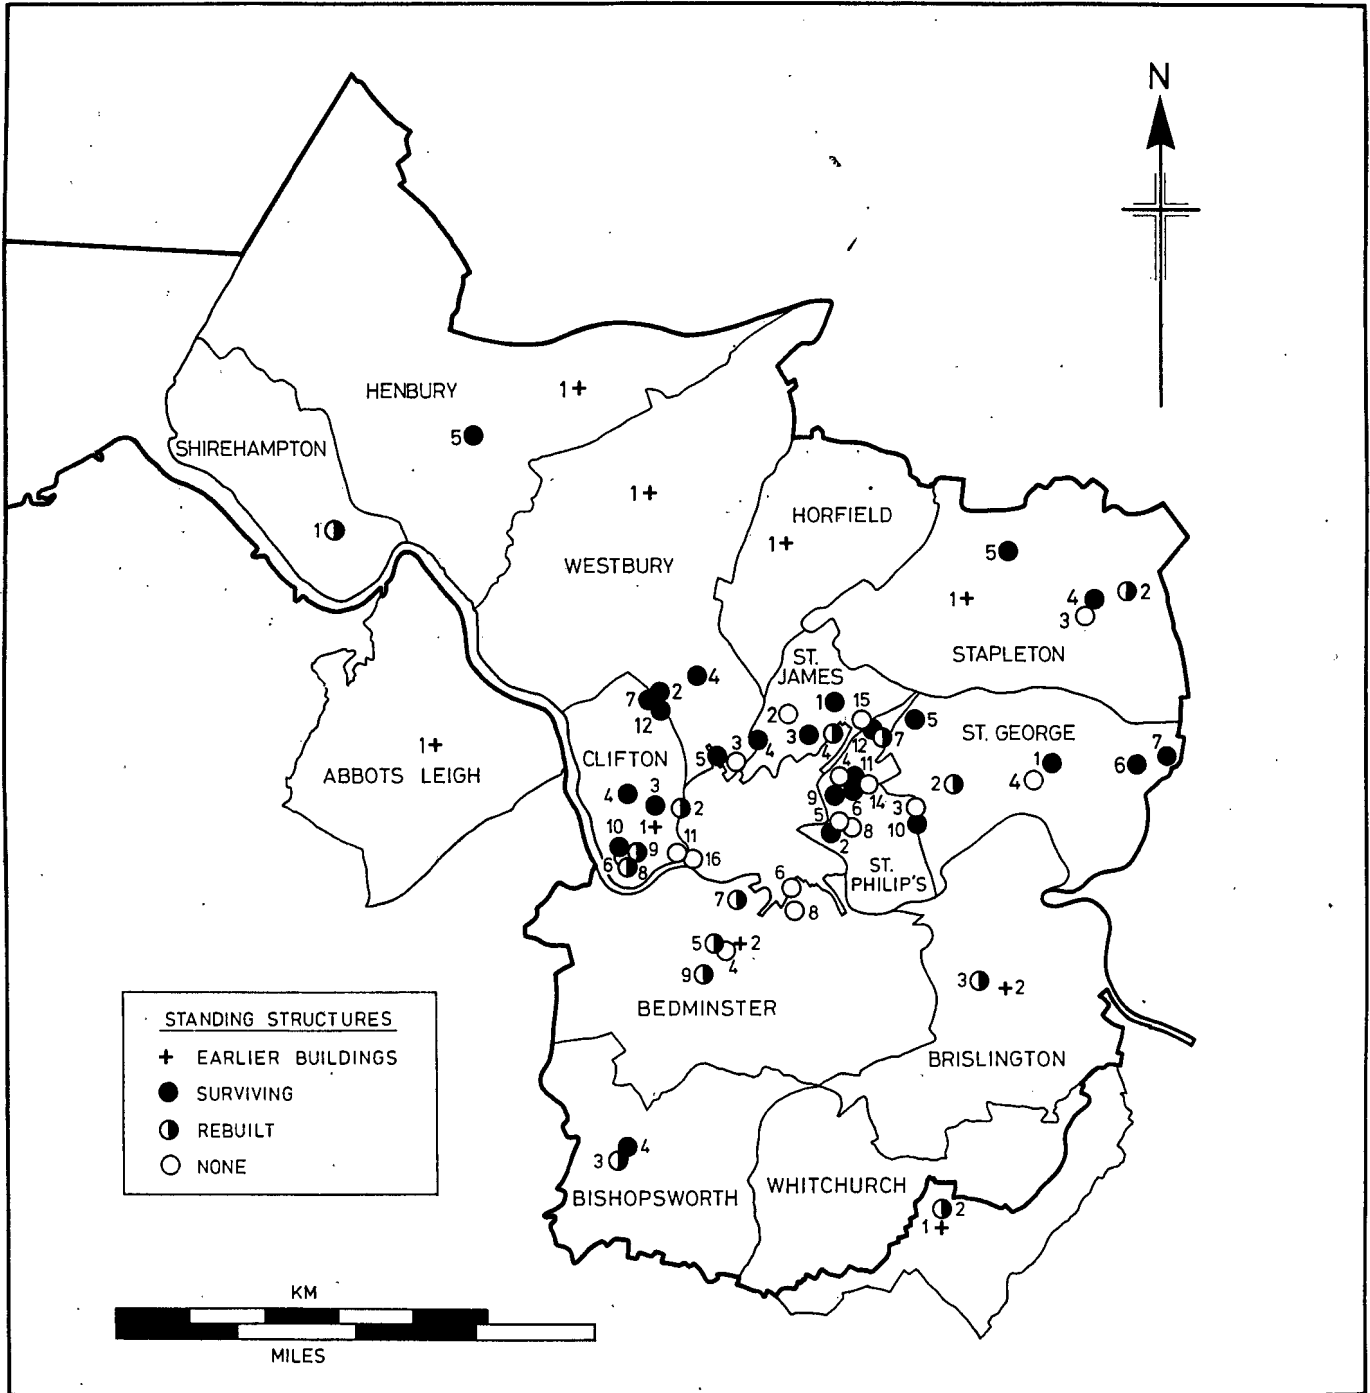 N
HENBURY
1+
5
SHIREHAMPTON
1
1+
WESTBURY
HORFIELD
1+
5
1+
4
2
3
STAPLETON
ST.
JAMES
4
2
7
12
1
2
15
3
4
12
7
5
ST. GEORGE
1
6
7
4
2
1+
ABBOTS LEIGH
CLIFTON
5
3
4
4
3
2
1+
10
6
9
8
11
16
4
11
9
6
14
5
8
2
3
10
ST.
PHILIP'S
6
8
7
5
+2
4
9
BEDMINSTER
3
+2
BRISLINGTON
STANDING STRUCTURES
+ EARLIER BUILDINGS
SURVIVING
REBUILT
NONE
4
3
BISHOPSWORTH
WHITCHURCH
2
1+
KM
MILES